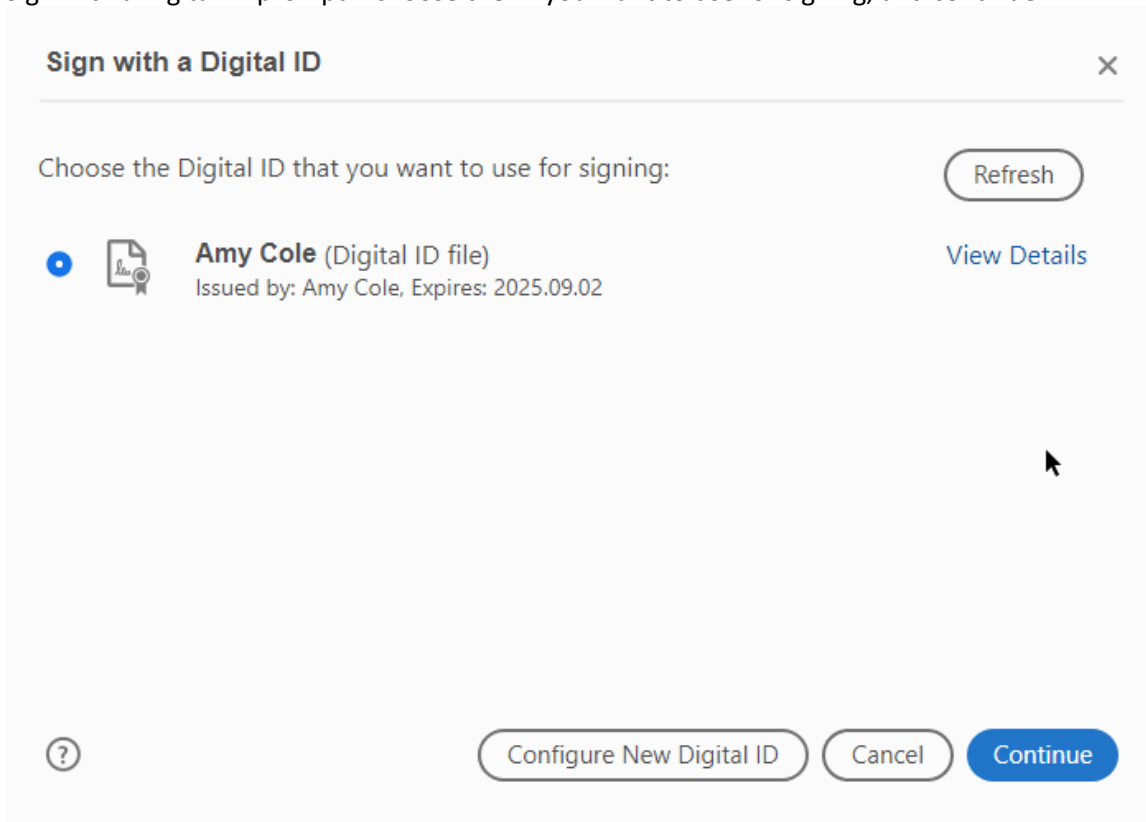 Sign with a Digital ID
Choose the Digital ID that you want to use for signing:
Refresh
Amy Cole (Digital ID file)
View Details
Issued by: Amy Cole, Expires: 2025.09.02
Configure New Digital ID
Cancel
Continue